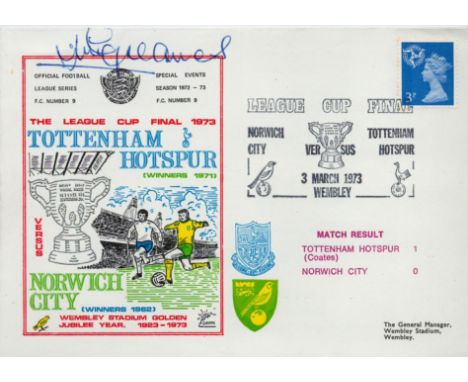 OFFICIAL FOOTBALL
LEAGUE SERIES
F.C. NUMBER 9
SPECIAL EVENTS
SEASON 1972 - 73
F.C. NUMBER 9
THE LEAGUE CUP FINAL 1973
TOTTENHAM
HOTSPUR
(WINNERS 1971)
VERSUS
NORWICH
CITY
(WINNERS 1962)
WEMBLEY STADIUM GOLDEN
JUBILEE YEAR. 1923-1973
3P
LEAGUE CUP FINAL
NORWICH
CITY
VERSUS
TOTTENHAM
HOTSPUR
3 MARCH 1973
WEMBLEY
MATCH RESULT
TOTTENHAM HOTSPUR 1
(Coates)
NORWICH CITY 0
The General Manager,
Wembley Stadium,
Wembley.